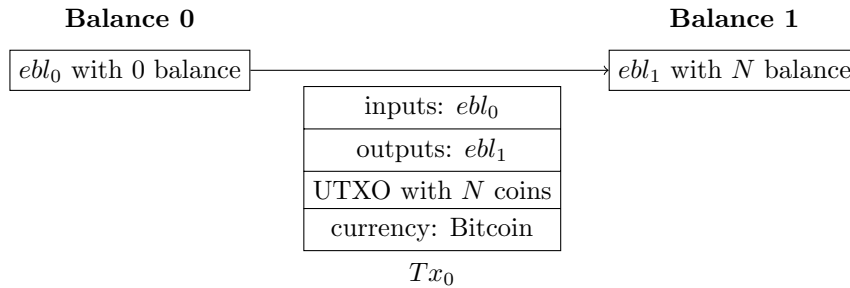 Balance 0
Balance 1
ebl₀ with 0 balance
ebl₁ with N balance
inputs: ebl₀
outputs: ebl₁
UTXO with N coins
currency: Bitcoin
Tx₀